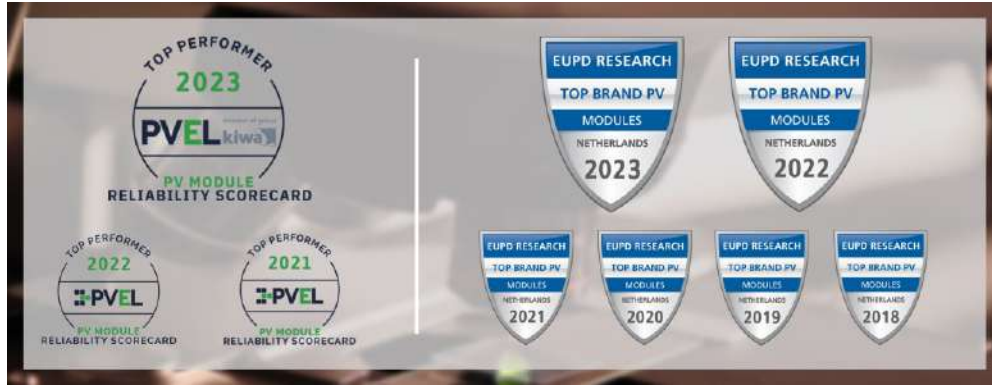 TOP PERFORMER
2023
PVEL
member of group
kiwa
PV MODULE
RELIABILITY SCORECARD
TOP PERFORMER
2022
PVEL
PV MODULE
RELIABILITY SCORECARD
TOP PERFORMER
2021
PVEL
PV MODULE
RELIABILITY SCORECARD
EUPD RESEARCH
TOP BRAND PV
MODULES
NETHERLANDS
2023
EUPD RESEARCH
TOP BRAND PV
MODULES
NETHERLANDS
2022
EUPD RESEARCH
TOP BRAND PV
MODULES
NETHERLANDS
2021
EUPD RESEARCH
TOP BRAND PV
MODULES
NETHERLANDS
2020
EUPD RESEARCH
TOP BRAND PV
MODULES
NETHERLANDS
2019
EUPD RESEARCH
TOP BRAND PV
MODULES
NETHERLANDS
2018